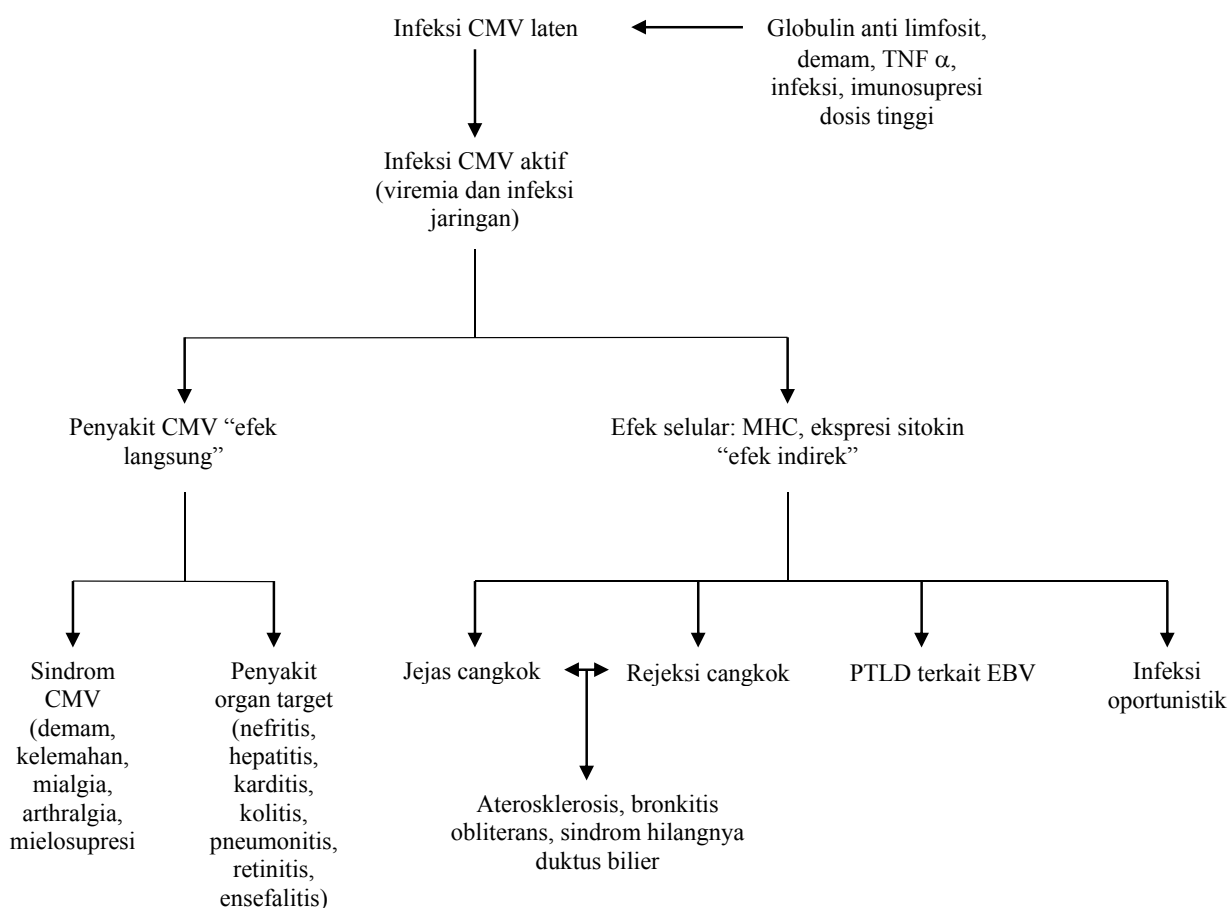 Infeksi CMV laten
Globulin anti limfosit,
demam, TNF α,
infeksi, imunosupresi
dosis tinggi
Infeksi CMV aktif
(viremia dan infeksi
jaringan)
Penyakit CMV “efek
langsung”
Efek selular: MHC, ekspresi sitokin
“efek indirek”
Sindrom
CMV
(demam,
kelemahan,
mialgia,
arthralgia,
mielosupresi
Penyakit
organ target
(nefritis,
hepatitis,
karditis,
kolitis,
pneumonitis,
retinitis,
ensefalitis)
Jejas cangkok
Rejeksi cangkok
PTLD terkait EBV
Infeksi
oportunistik
Aterosklerosis, bronkitis
obliterans, sindrom hilangnya
duktus bilier